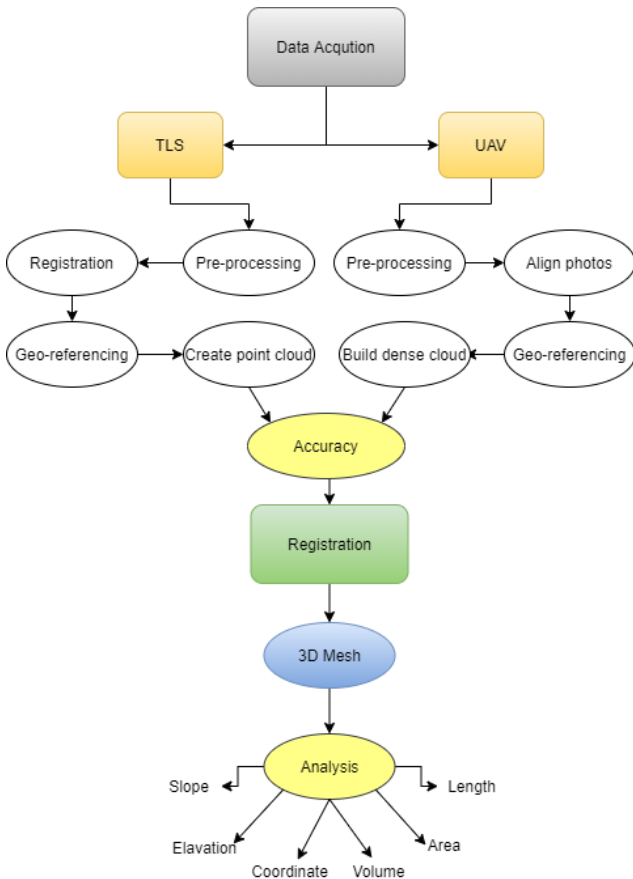 Data Acqution
TLS
UAV
Registration
Pre-processing
Pre-processing
Align photos
Geo-referencing
Create point cloud
Build dense cloud
Geo-referencing
Accuracy
Registration
3D Mesh
Analysis
Slope
Length
Elavation
Area
Coordinate
Volume